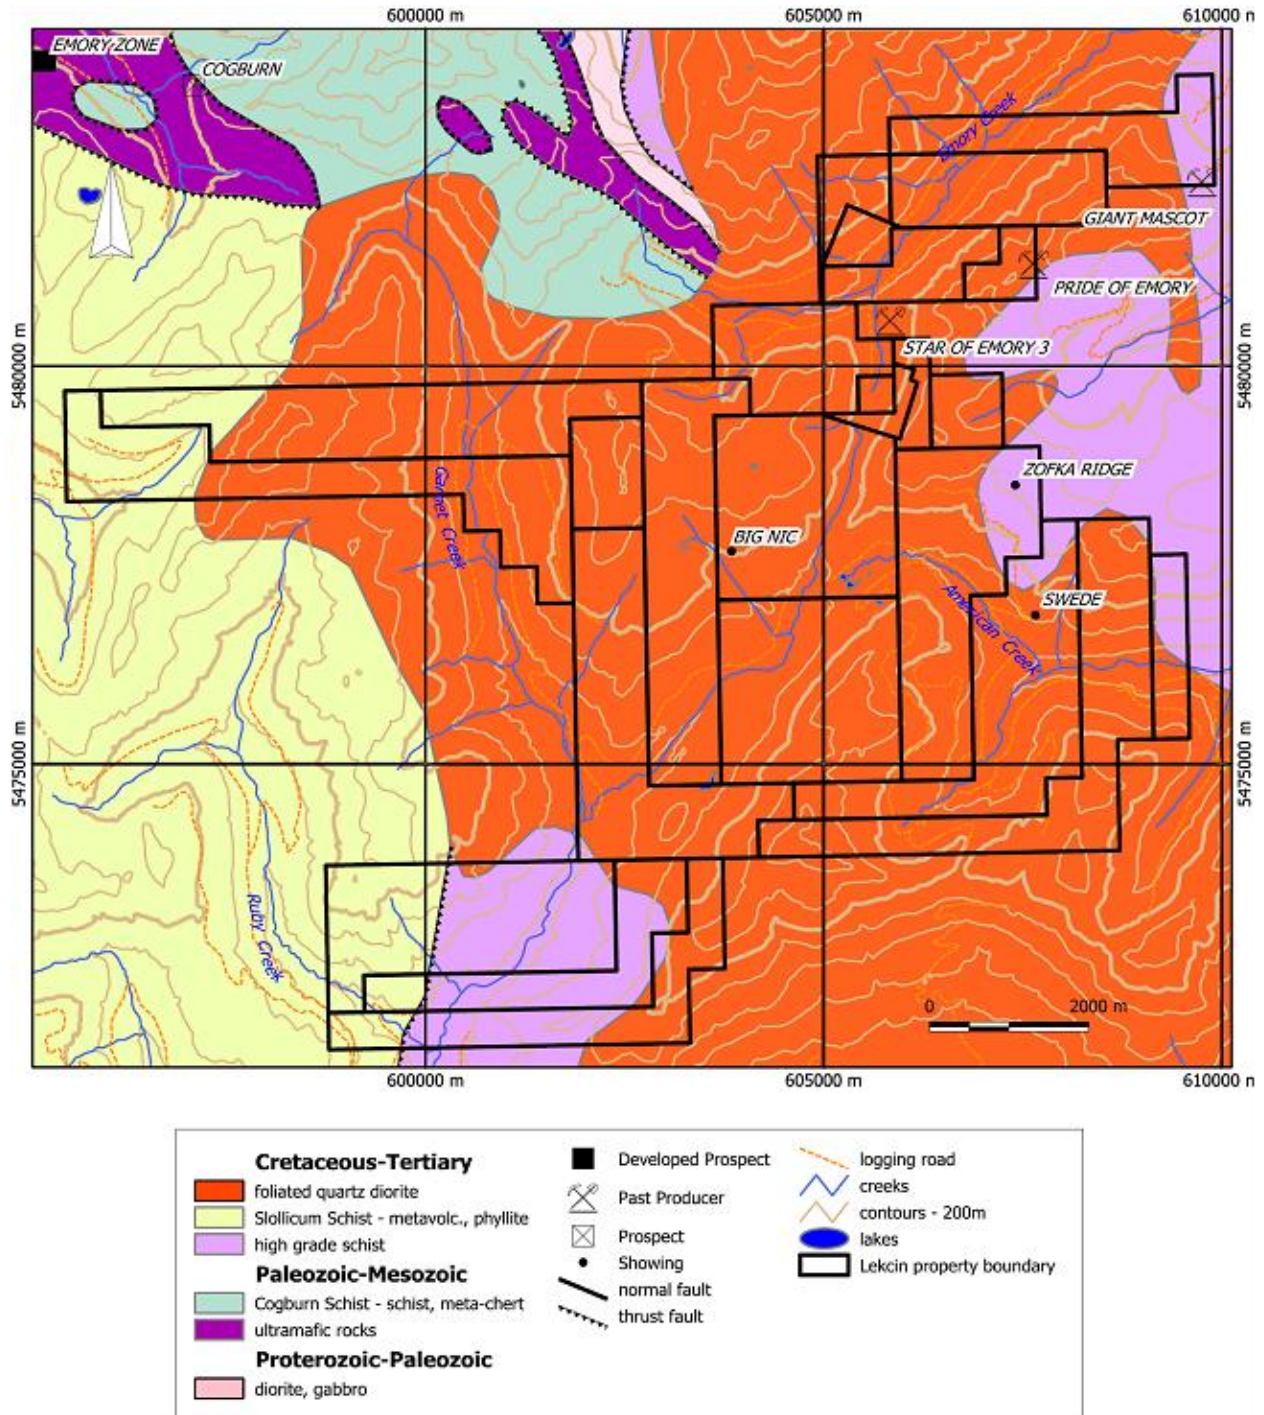 600000 m
605000 m
610000 n
EMORY ZONE
COGBURN
Emory Creek
GIANT MASCOT
PRIDE OF EMORY
STAR OF EMORY 3
5480000 m
5480000 m
ZOFKA RIDGE
Garnet Creek
BIG NIC
SWEDE
American Creek
5475000 m
5475000 m
Ruby Creek
0 2000 m
600000 m
605000 m
610000 n
Cretaceous-Tertiary
foliated quartz diorite
Slollicum Schist - metavolc., phyllite
high grade schist
Paleozoic-Mesozoic
Cogburn Schist - schist, meta-chert
ultramafic rocks
Proterozoic-Paleozoic
diorite, gabbro
Developed Prospect
Past Producer
Prospect
Showing
normal fault
thrust fault
logging road
creeks
contours - 200m
lakes
Lekcin property boundary